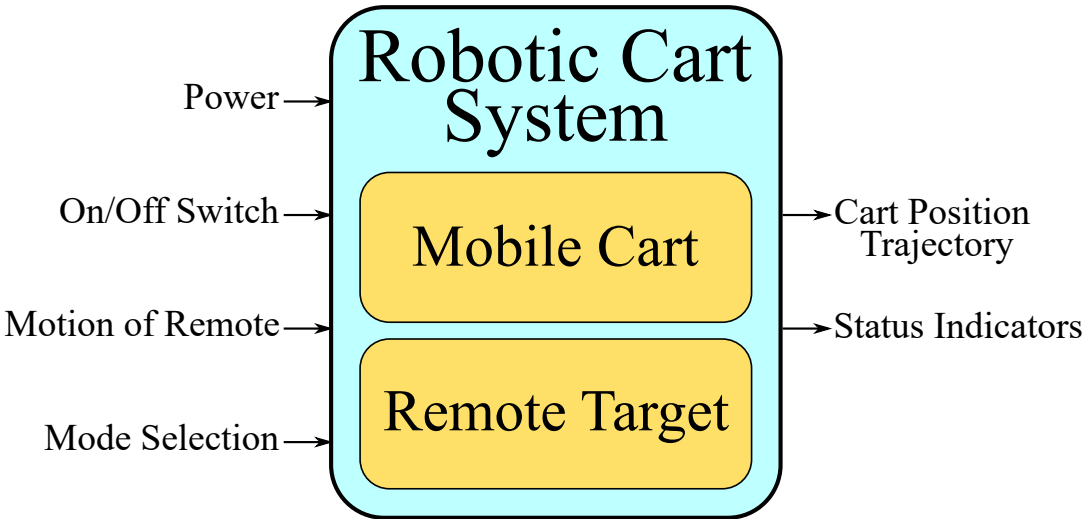 Robotic Cart
System
Power
On/Off Switch
Motion of Remote
Mode Selection
Mobile Cart
Remote Target
Cart Position
Trajectory
Status Indicators